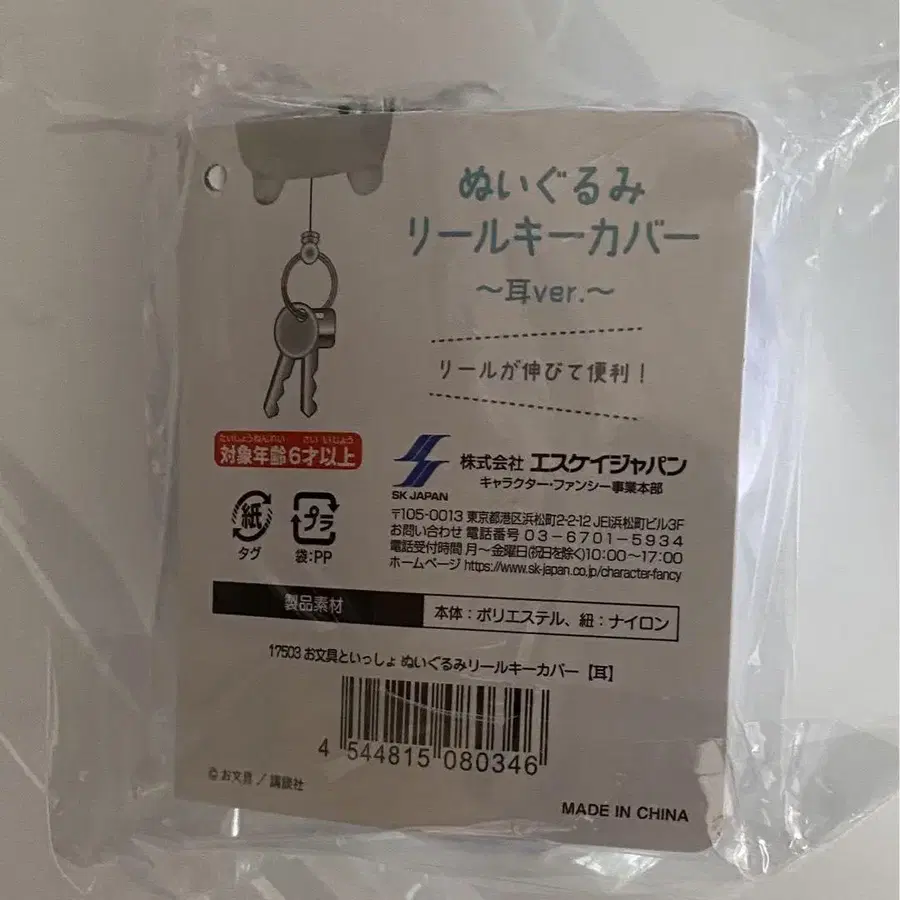 ぬいぐるみ
リールキーカバー
～耳ver.～
リールが伸びて便利！
たいしょうねんれい さい いじょう
対象年齢6才以上
紙
タグ
プラ
袋:PP
SK JAPAN
株式会社 エスケイジャパン
キャラクター・ファンシー事業本部
〒105-0013 東京都港区浜松町2-2-12 JEI浜松町ビル3F
お問い合わせ 電話番号 03-6701-5934
電話受付時間 月～金曜日(祝日を除く)10:00～17:00
ホームページ https://www.sk-japan.co.jp/character-fancy
製品素材
本体：ポリエステル、紐：ナイロン
17503 お文具といっしょ ぬいぐるみリールキーカバー【耳】
4 544815 080346
©お文具／講談社
MADE IN CHINA